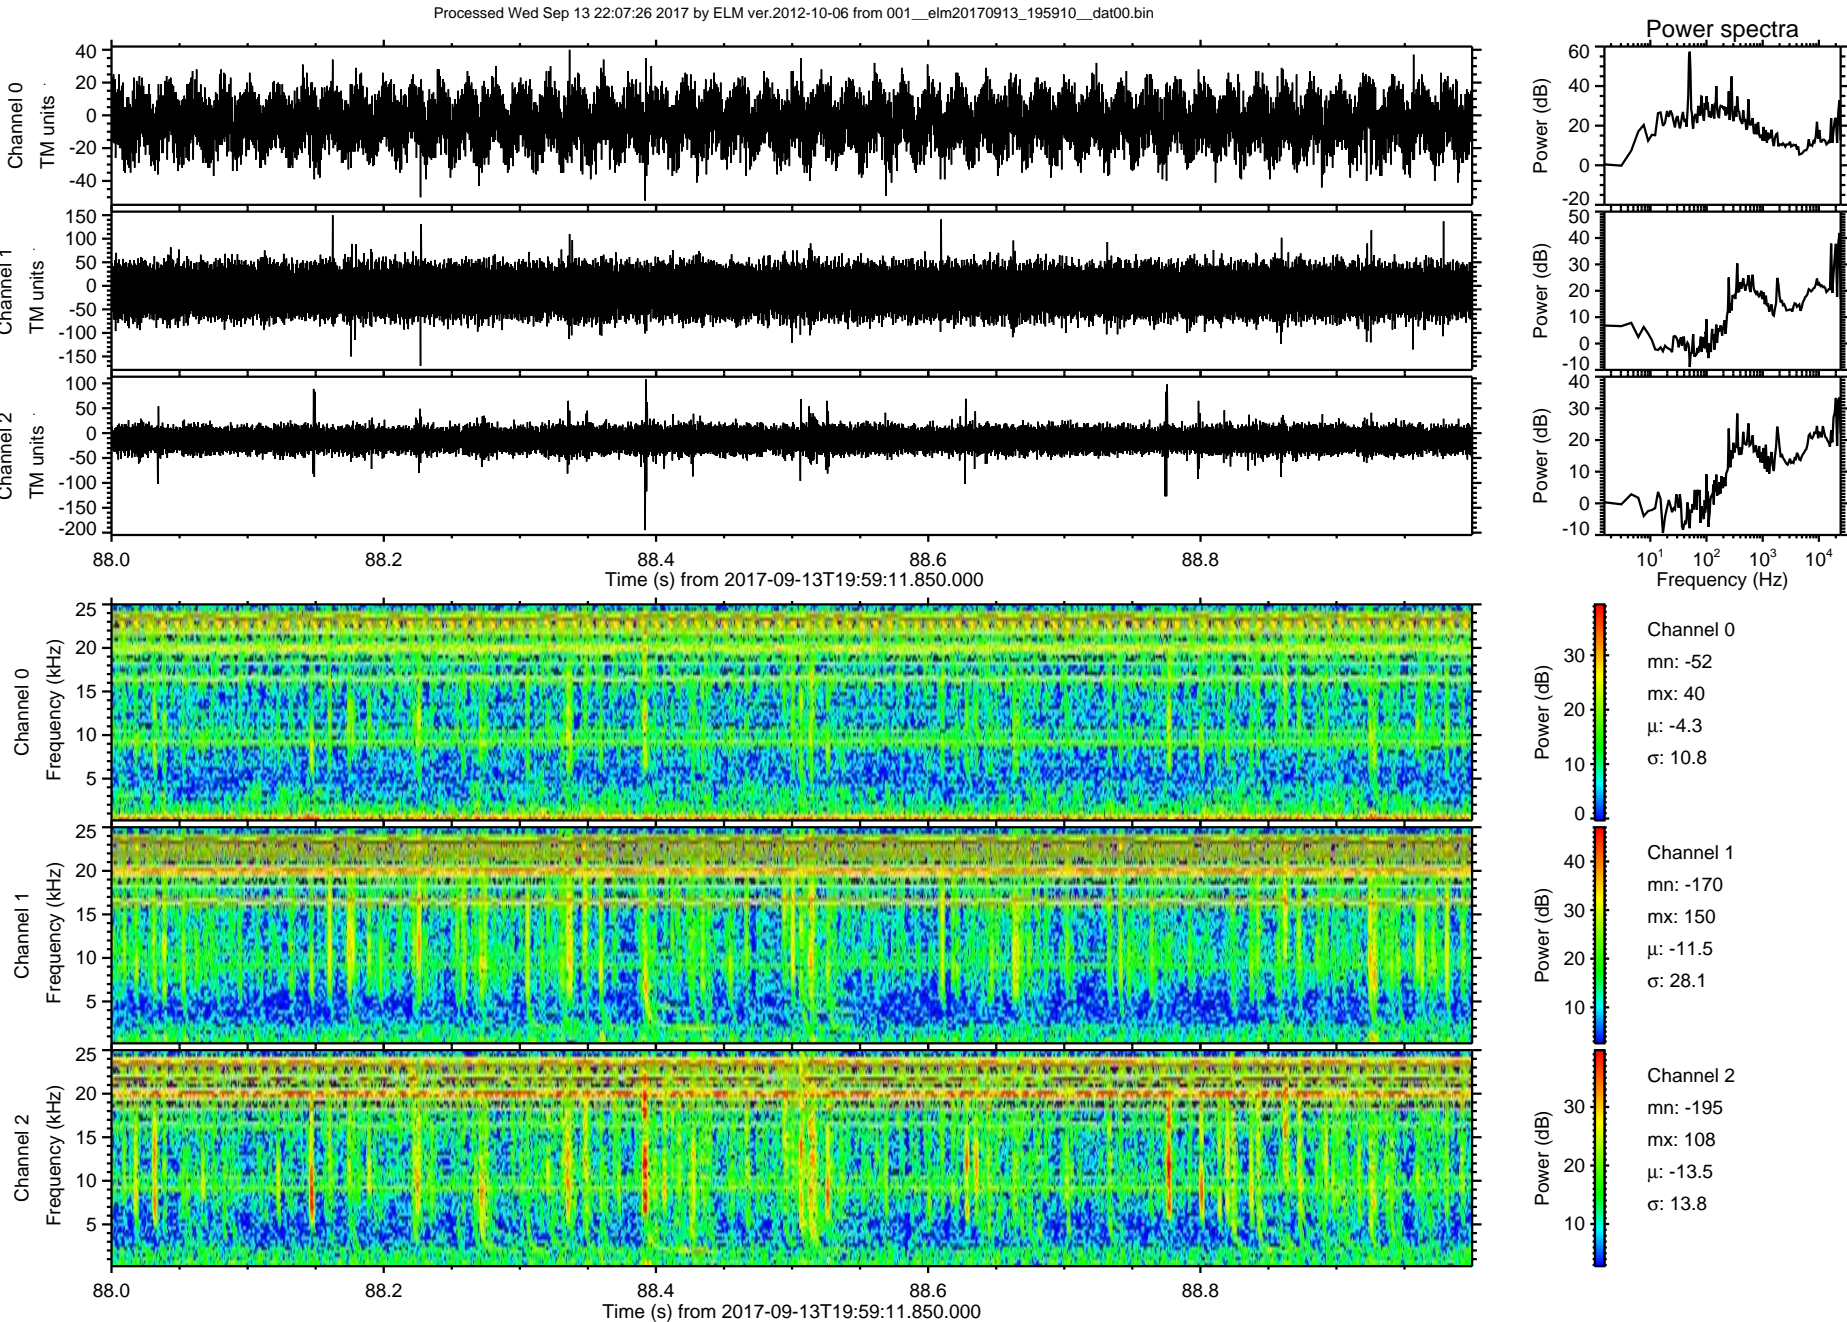 Processed Wed Sep 13 22:07:26 2017 by ELM ver.2012-10-06 from 001__elm20170913_195910__dat00.bin
Power spectra
Channel 0
TM units
40
20
0
-20
-40
Power (dB)
60
40
20
0
-20
Channel 1
TM units
150
100
50
0
-50
-100
-150
Power (dB)
50
40
30
20
10
0
-10
Channel 2
TM units
100
50
0
-50
-100
-150
-200
Power (dB)
40
30
20
10
0
-10
88.0 88.2 88.4 88.6 88.8
Time (s) from 2017-09-13T19:59:11.850.000
10^1 10^2 10^3 10^4
Frequency (Hz)
Channel 0
Frequency (kHz)
25
20
15
10
5
Power (dB)
30
20
10
0
Channel 0
mn: -52
mx: 40
μ: -4.3
σ: 10.8
Channel 1
Frequency (kHz)
25
20
15
10
5
Power (dB)
40
30
20
10
Channel 1
mn: -170
mx: 150
μ: -11.5
σ: 28.1
Channel 2
Frequency (kHz)
25
20
15
10
5
Power (dB)
30
20
10
Channel 2
mn: -195
mx: 108
μ: -13.5
σ: 13.8
88.0 88.2 88.4 88.6 88.8
Time (s) from 2017-09-13T19:59:11.850.000